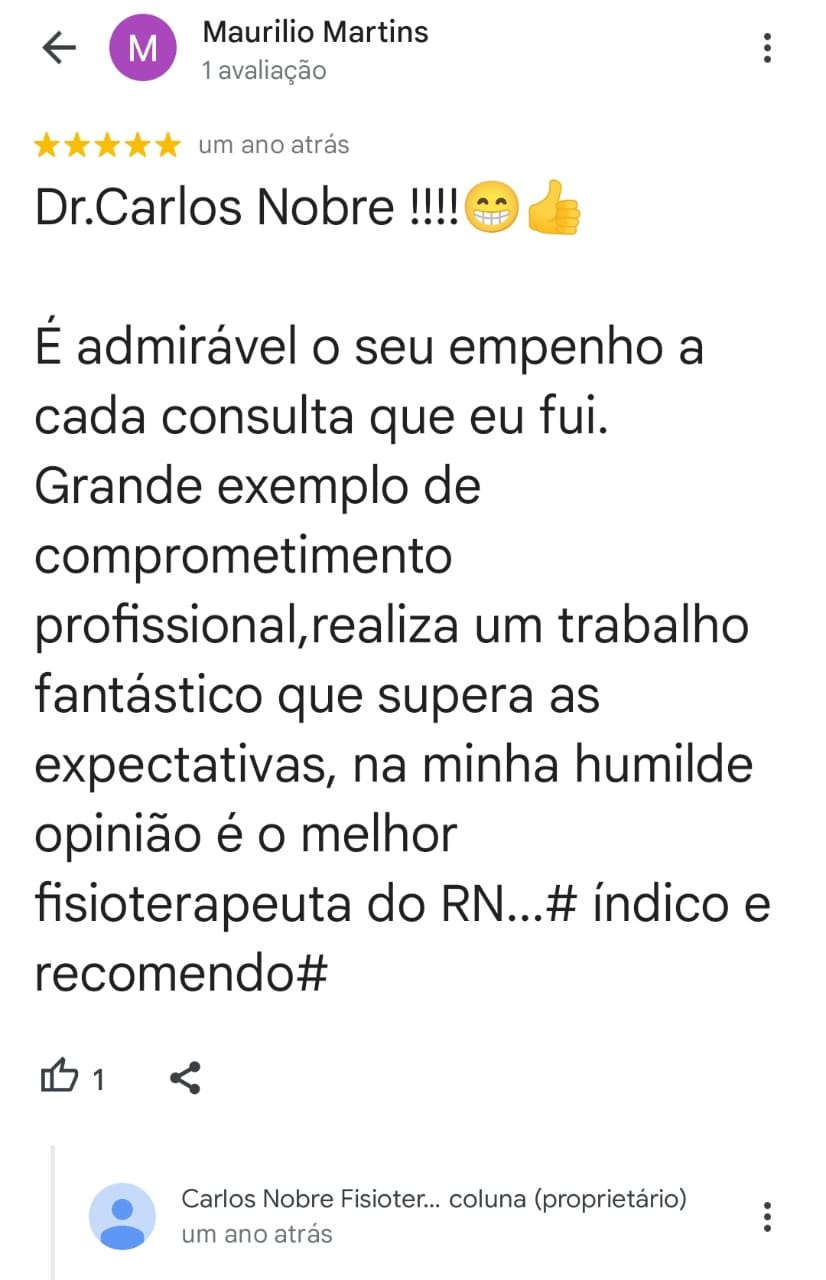 Maurilio Martins
1 avaliação
um ano atrás
Dr.Carlos Nobre !!!!😁👍
É admirável o seu empenho a
cada consulta que eu fui.
Grande exemplo de
comprometimento
profissional,realiza um trabalho
fantástico que supera as
expectativas, na minha humilde
opinião é o melhor
fisioterapeuta do RN...# índico e
recomendo#
1
Carlos Nobre Fisioter... coluna (proprietário)
um ano atrás